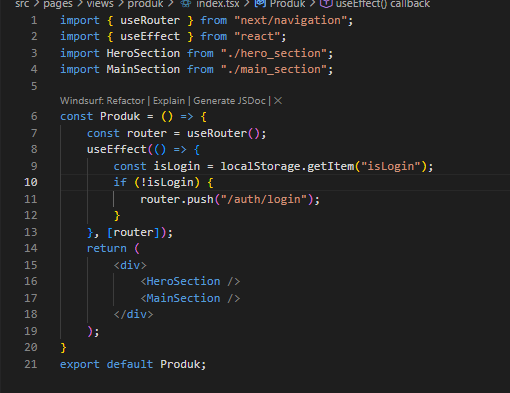 src > pages > views > produk > index.tsx > Produk > useEffect() callback
1 import { useRouter } from "next/navigation";
2 import { useEffect } from "react";
3 import HeroSection from "./hero_section";
4 import MainSection from "./main_section";
5
Windsurf: Refactor | Explain | Generate JSDoc | ×
6 const Produk = () => {
7     const router = useRouter();
8     useEffect(() => {
9         const isLogin = localStorage.getItem("isLogin");
10         if (!isLogin) {
11             router.push("/auth/login");
12         }
13     }, [router]);
14     return (
15         <div>
16             <HeroSection />
17             <MainSection />
18         </div>
19     );
20 }
21 export default Produk;